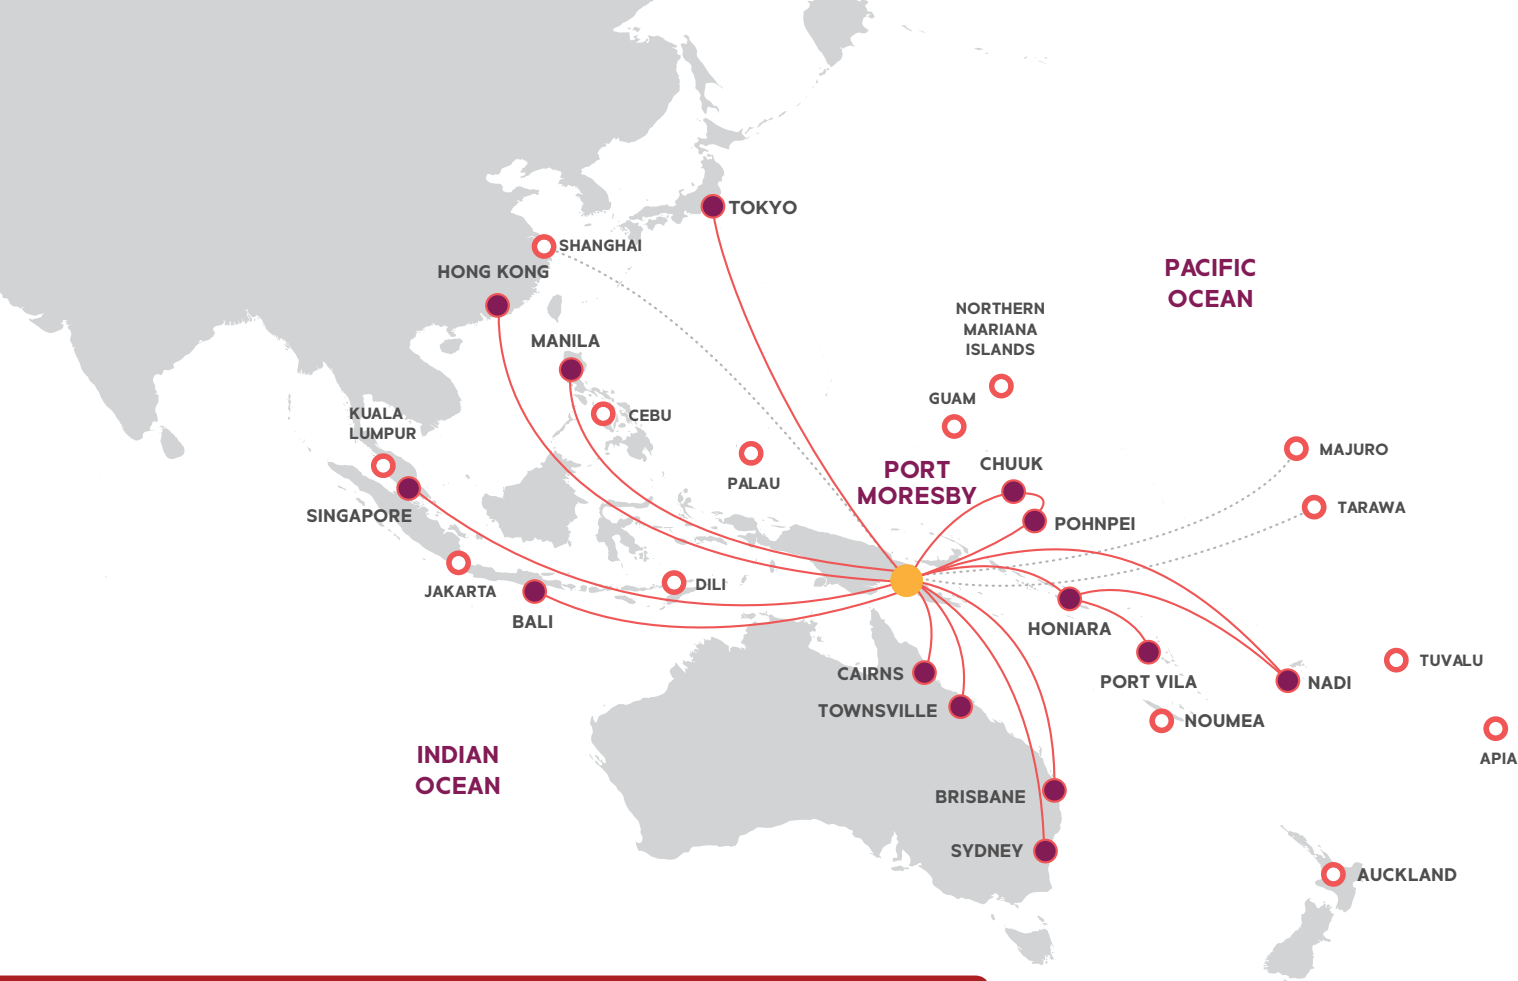 TOKYO
SHANGHAI
HONG KONG
PACIFIC
OCEAN
NORTHERN
MARIANA
ISLANDS
MANILA
GUAM
KUALA
LUMPUR
CEBU
MAJURO
PORT
MORESBY
CHUUK
PALAU
TARAWA
SINGAPORE
POHNPEI
JAKARTA
DILI
BALI
HONIARA
TUVALU
CAIRNS
PORT VILA
NADI
TOWNSVILLE
NOUMEA
INDIAN
OCEAN
APIA
BRISBANE
SYDNEY
AUCKLAND